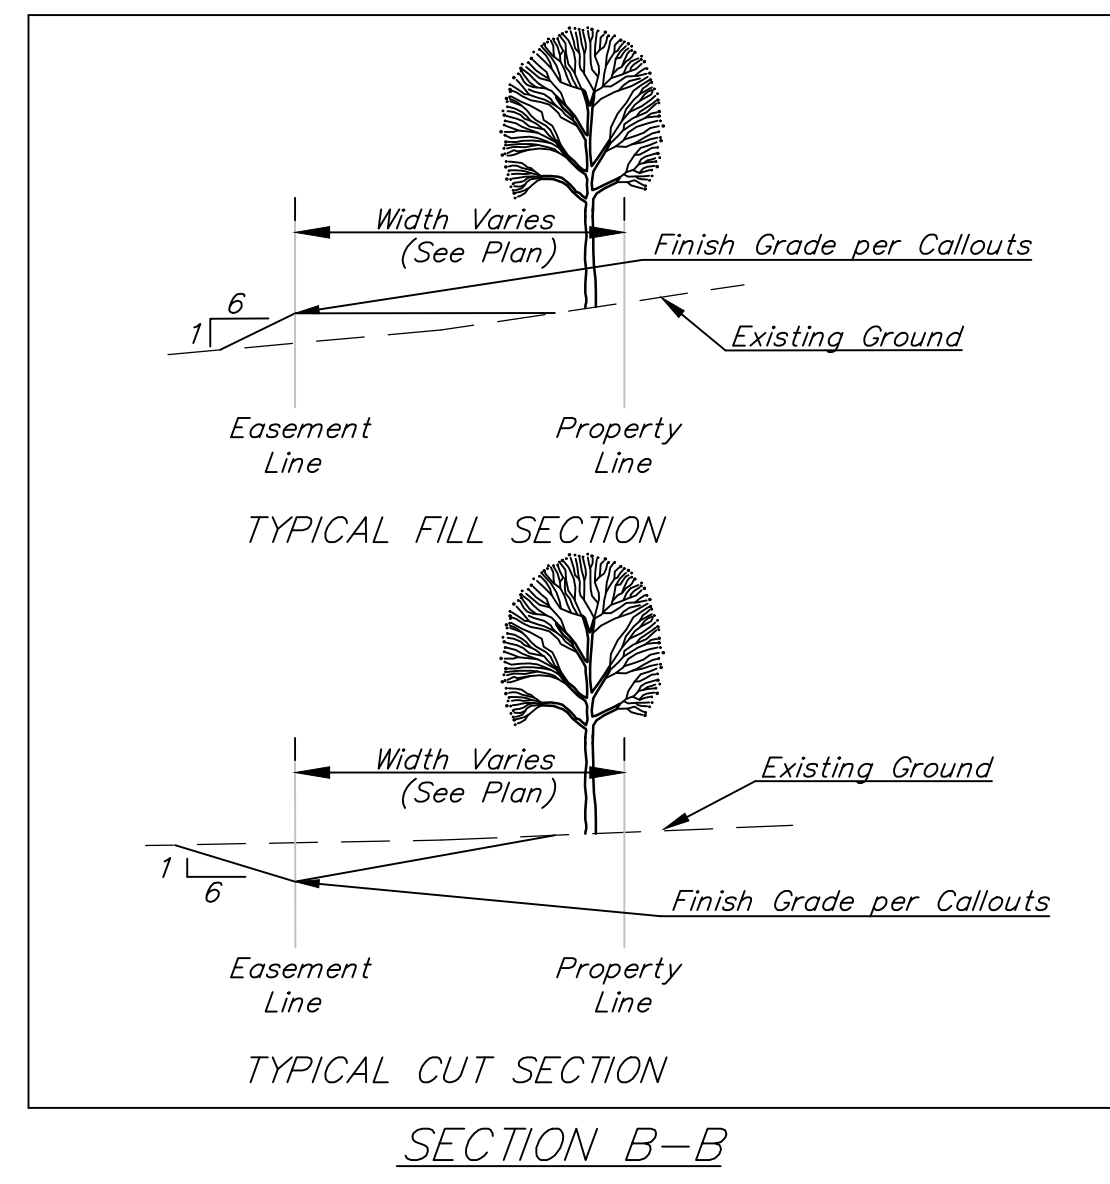 Width Varies
(See Plan)
Finish Grade per Callouts
6
1
Existing Ground
Easement
Line
Property
Line
TYPICAL FILL SECTION
Width Varies
(See Plan)
Existing Ground
1
6
Finish Grade per Callouts
Easement
Line
Property
Line
TYPICAL CUT SECTION
SECTION B-B